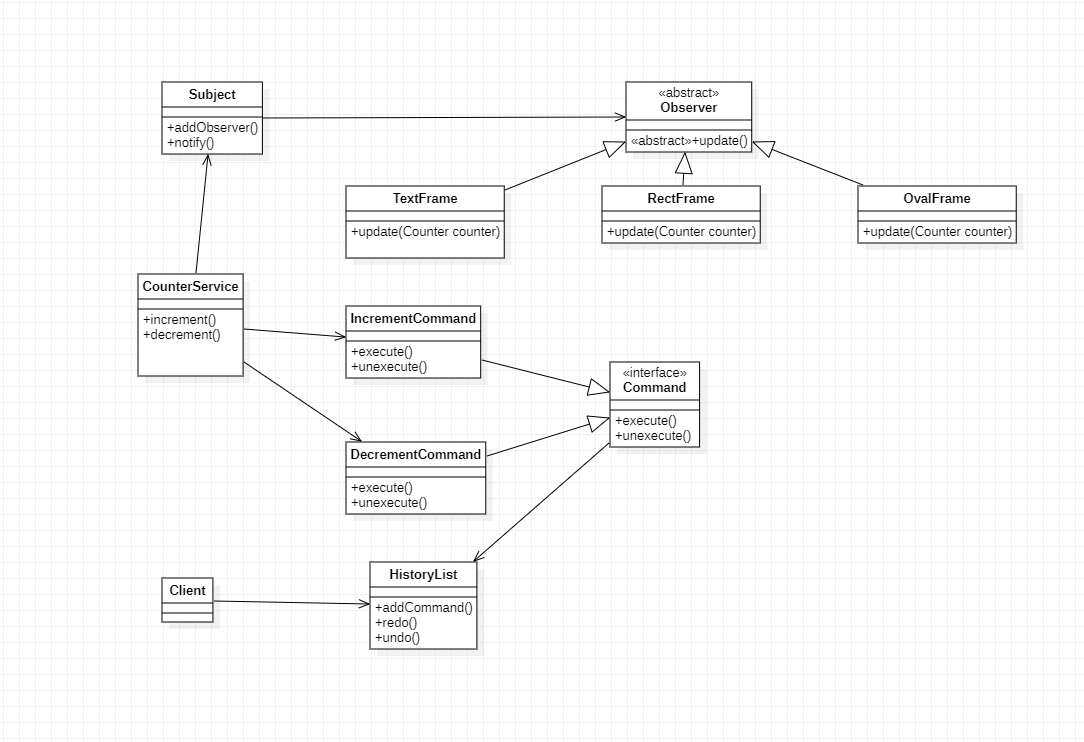 Subject
+addObserver()
+notify()
«abstract»
Observer
«abstract»+update()
TextFrame
+update(Counter counter)
RectFrame
+update(Counter counter)
OvalFrame
+update(Counter counter)
CounterService
+increment()
+decrement()
IncrementCommand
+execute()
+unexecute()
«interface»
Command
+execute()
+unexecute()
DecrementCommand
+execute()
+unexecute()
Client
HistoryList
+addCommand()
+redo()
+undo()